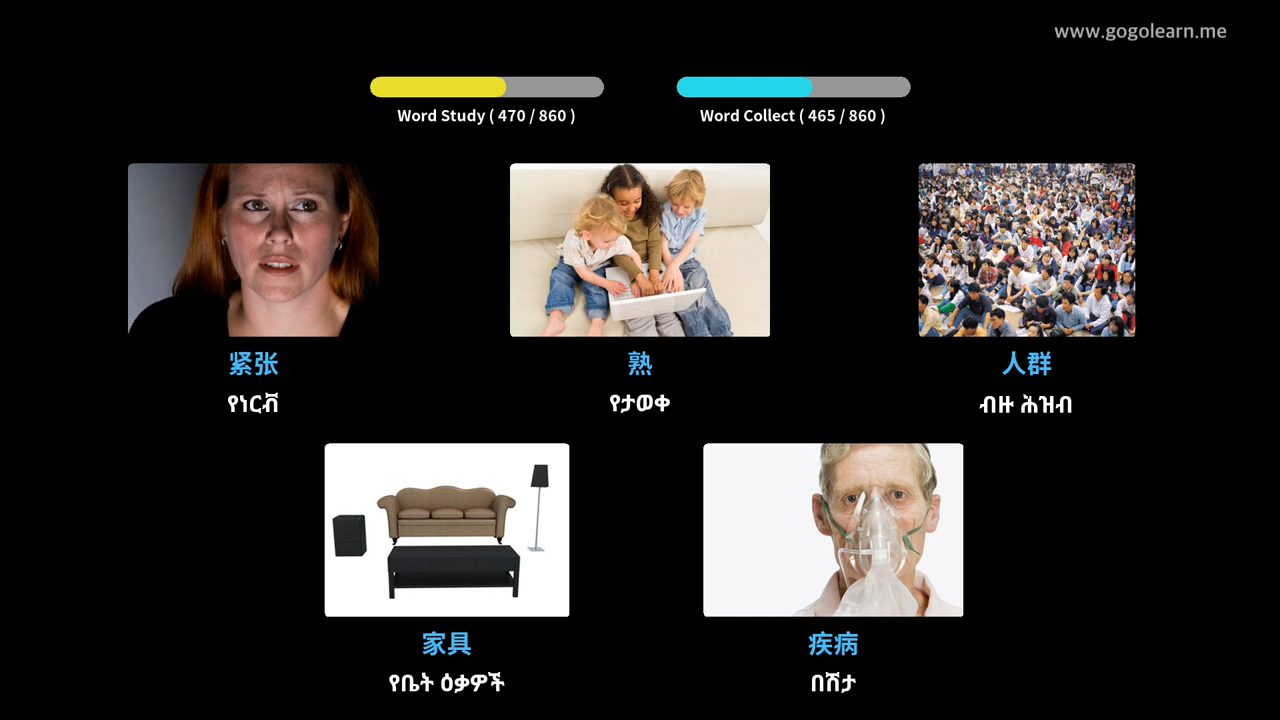 www.gogolearn.me
Word Study ( 470 / 860 )
Word Collect ( 465 / 860 )
紧张
熟
人群
የነርቭ
የታወቀ
ብዙ ሕዝብ
家具
疾病
የቤት ዕቃዎች
በሽታ